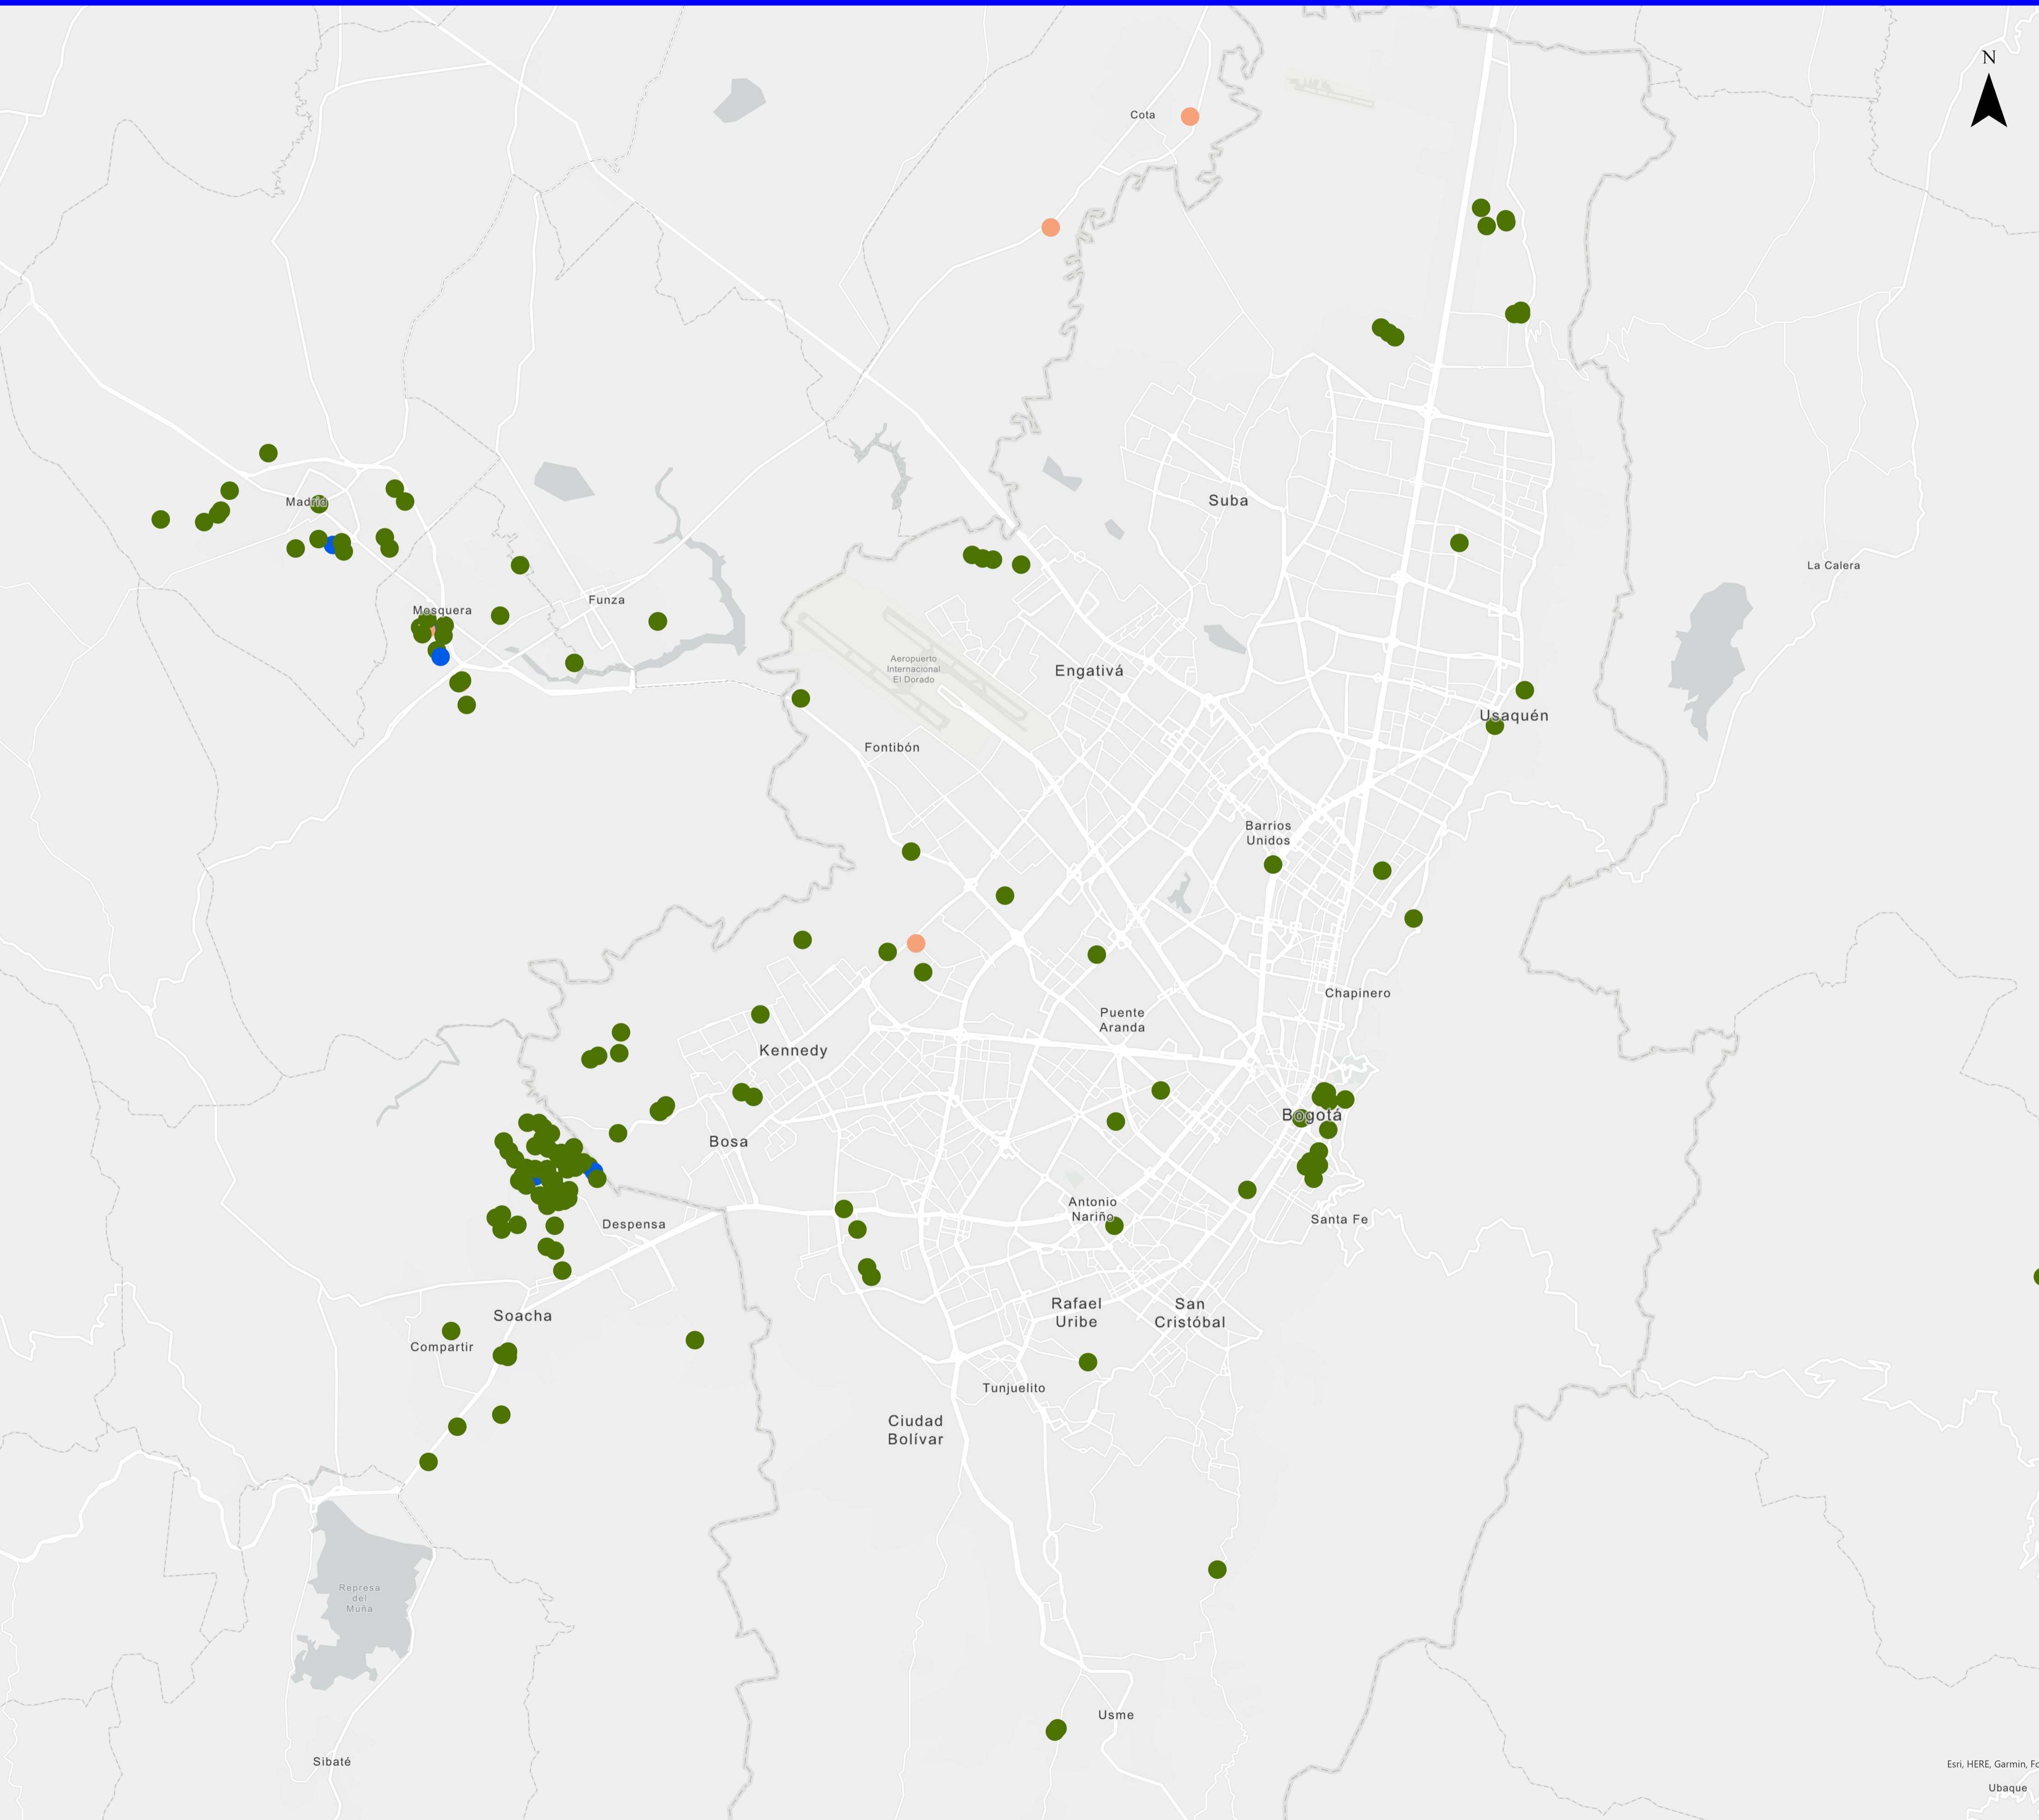 N
Cota
Suba
Madrid
La Calera
Funza
Mosquera
Aeropuerto
Internacional
El Dorado
Engativá
Usaquén
Fontibón
Barrios
Unidos
Chapinero
Puente
Aranda
Kennedy
Bogotá
Bosa
Antonio
Nariño
Santa Fe
Despensa
Rafael
Uribe
San
Cristóbal
Soacha
Compartir
Tunjuelito
Ciudad
Bolívar
Represa
del
Muña
Usme
Sibaté
Esri, HERE, Garmin, Fo
Ubaque